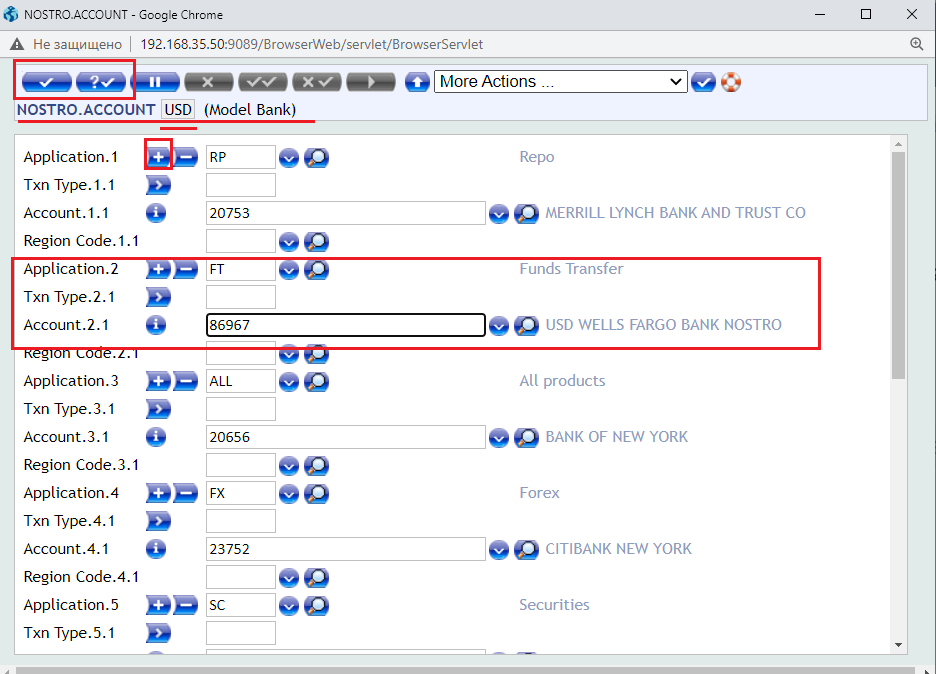 NOSTRO.ACCOUNT - Google Chrome
Не защищено 192.168.35.50:9089/BrowserWeb/servlet/BrowserServlet
More Actions ...
NOSTRO.ACCOUNT USD (Model Bank)
Application.1 RP Repo
Txn Type.1.1
Account.1.1 20753 MERRILL LYNCH BANK AND TRUST CO
Region Code.1.1
Application.2 FT Funds Transfer
Txn Type.2.1
Account.2.1 86967 USD WELLS FARGO BANK NOSTRO
Region Code.2.1
Application.3 ALL All products
Txn Type.3.1
Account.3.1 20656 BANK OF NEW YORK
Region Code.3.1
Application.4 FX Forex
Txn Type.4.1
Account.4.1 23752 CITIBANK NEW YORK
Region Code.4.1
Application.5 SC Securities
Txn Type.5.1